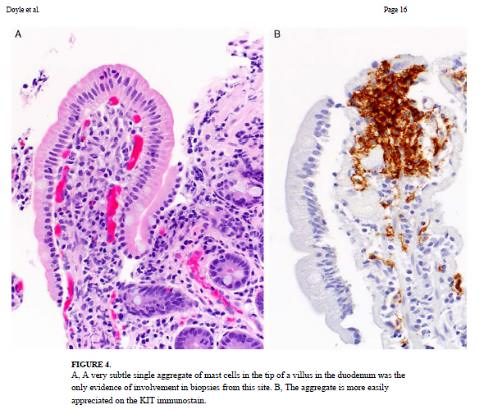 Doyle et al.
Page 16
A
B
FIGURE 4.
A, A very subtle single aggregate of mast cells in the tip of a villus in the duodenum was the
only evidence of involvement in biopsies from this site. B, The aggregate is more easily
appreciated on the KIT immunostain.